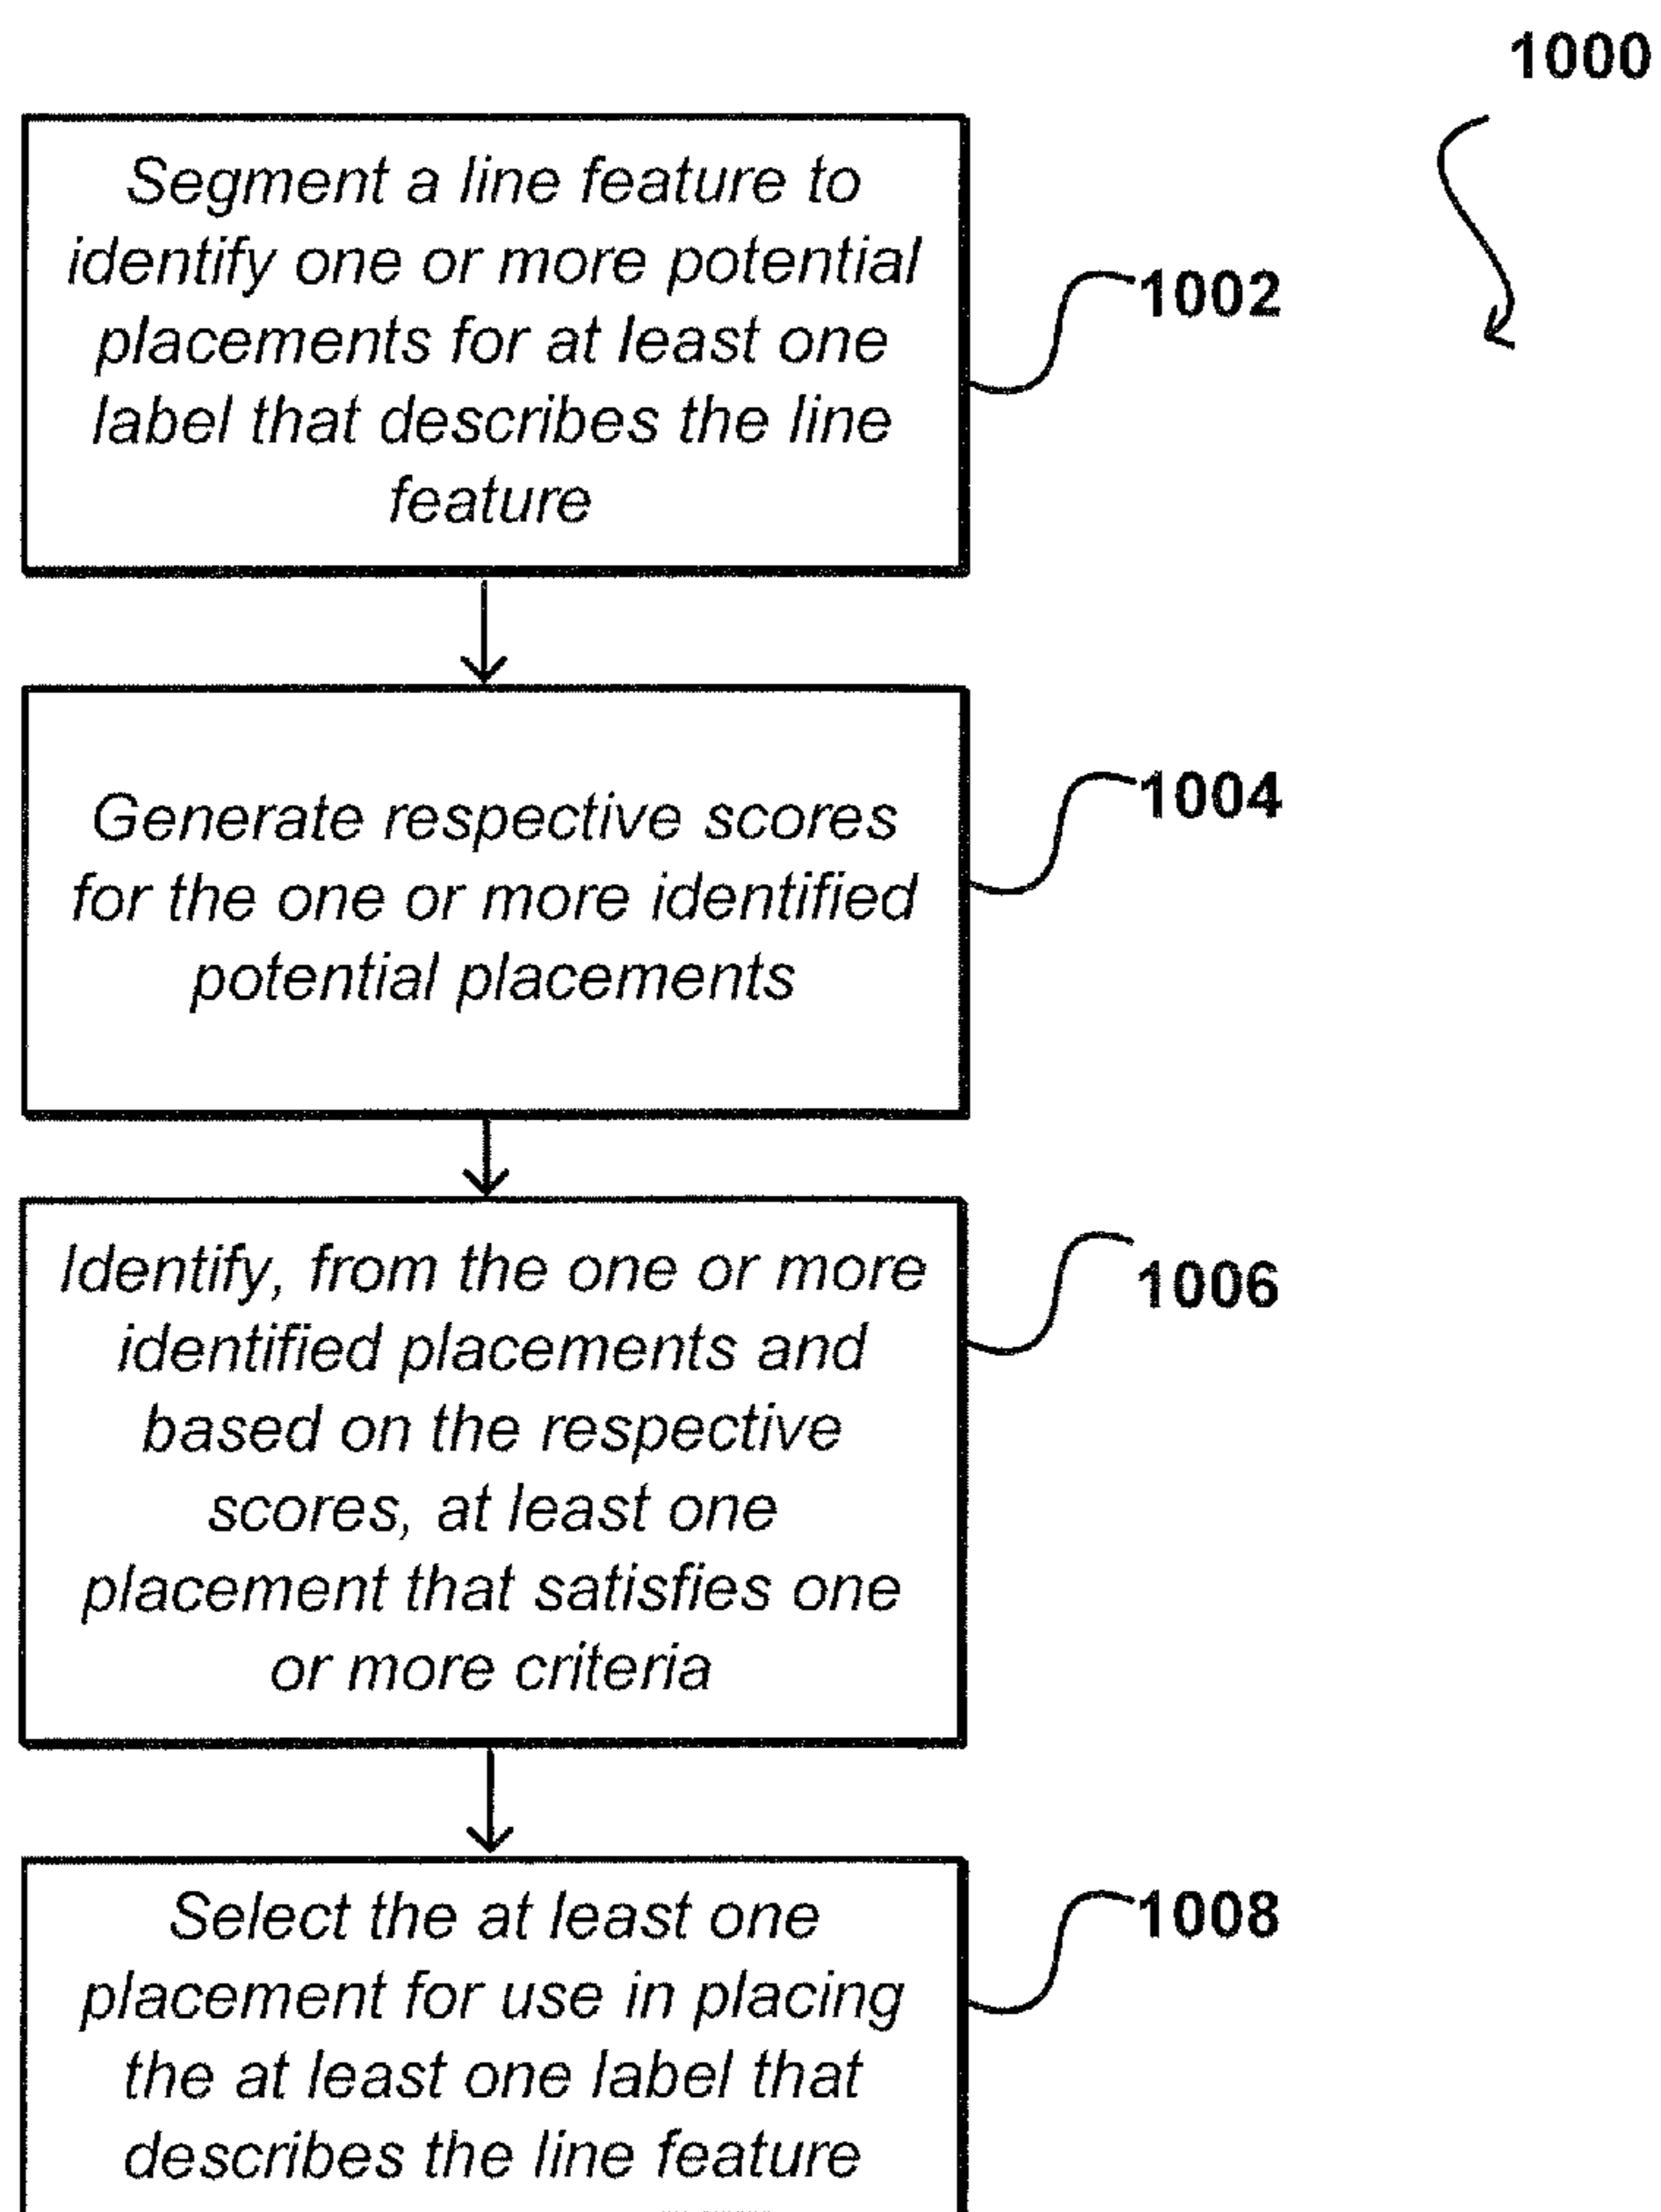 1000
Segment a line feature to
identify one or more potential
placements for at least one
label that describes the line
feature
1002
Generate respective scores
for the one or more identified
potential placements
1004
Identify, from the one or more
identified placements and
based on the respective
scores, at least one
placement that satisfies one
or more criteria
1006
Select the at least one
placement for use in placing
the at least one label that
describes the line feature
1008